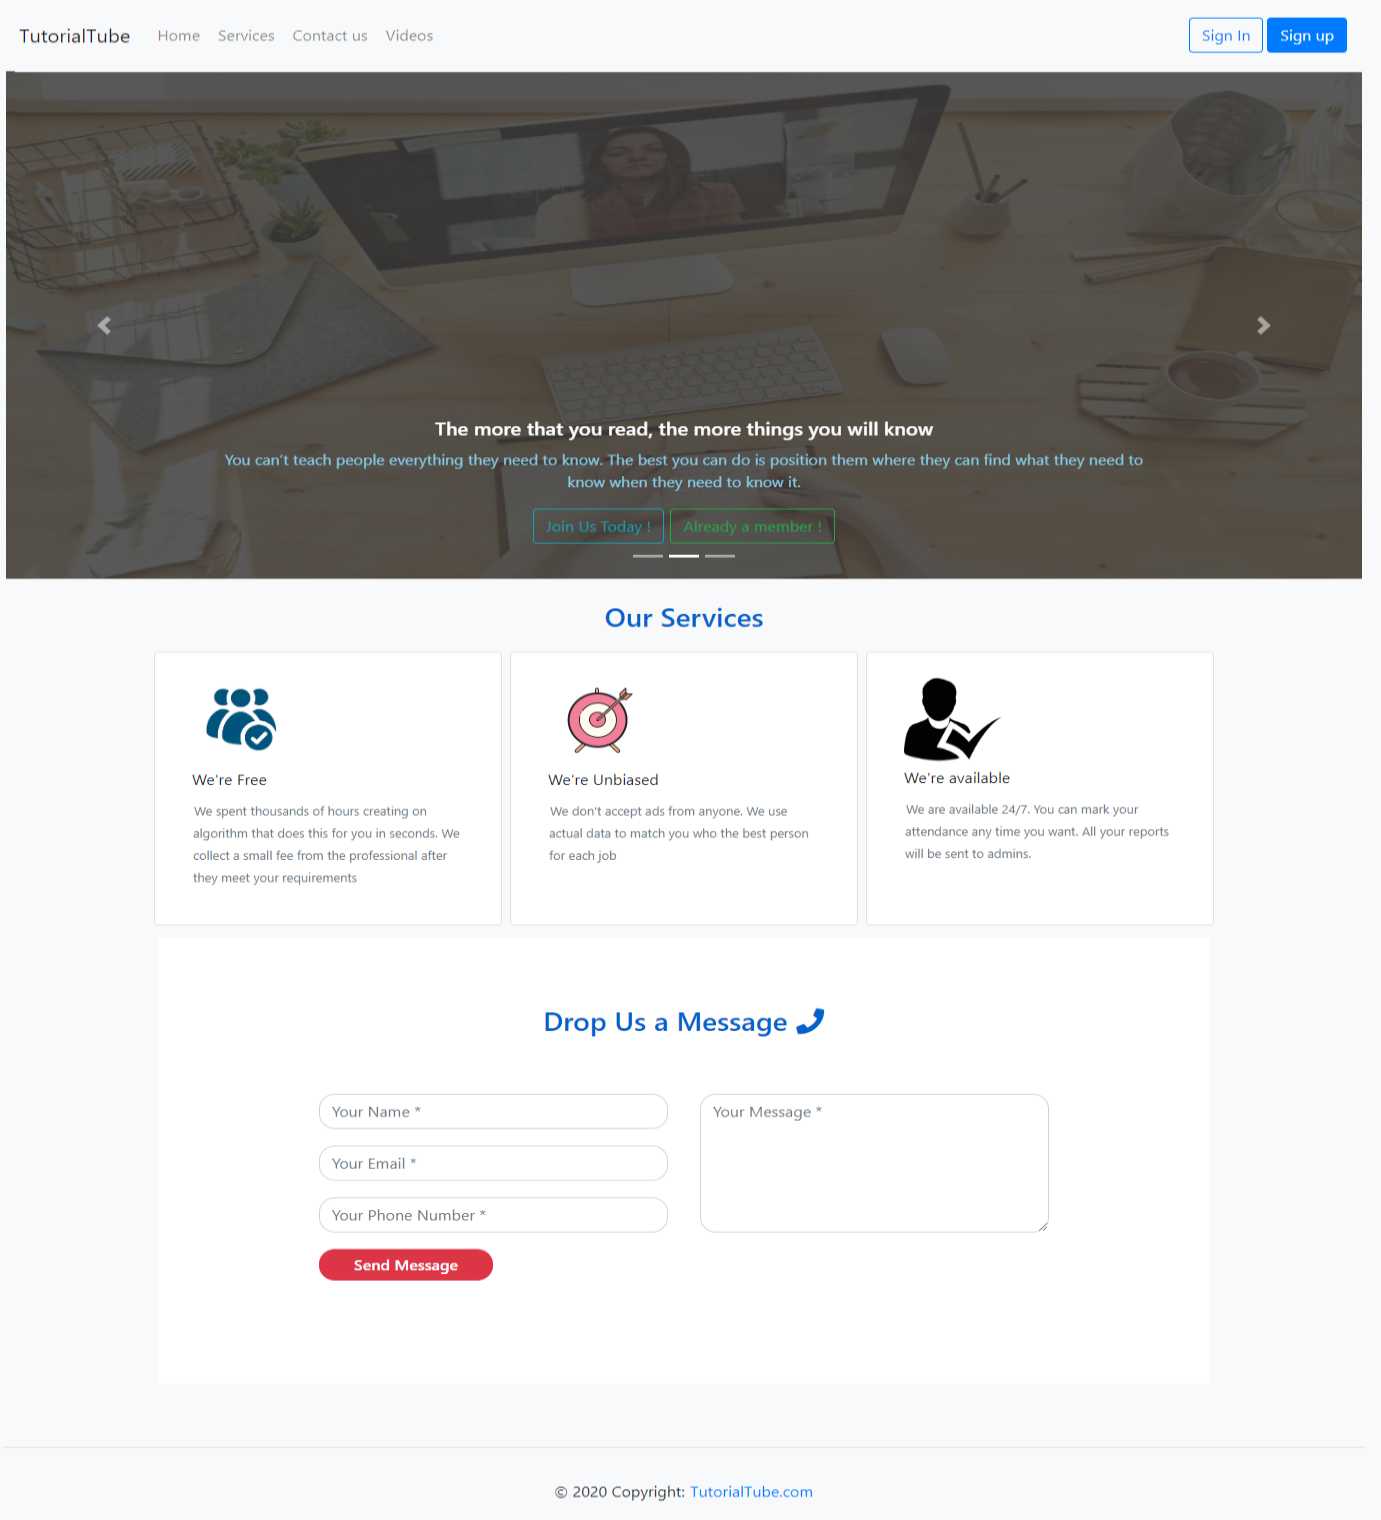 TutorialTube Home Services Contact us Videos Sign In Sign up
The more that you read, the more things you will know
You can't teach people everything they need to know. The best you can do is position them where they can find what they need to
know when they need to know it.
Join Us Today ! Already a member !
Our Services
We're Free
We spent thousands of hours creating on
algorithm that does this for you in seconds. We
collect a small fee from the professional after
they meet your requirements
We're Unbiased
We don't accept ads from anyone. We use
actual data to match you who the best person
for each job
We're available
We are available 24/7. You can mark your
attendance any time you want. All your reports
will be sent to admins.
Drop Us a Message
Your Name *
Your Email *
Your Phone Number *
Your Message *
Send Message
© 2020 Copyright: TutorialTube.com